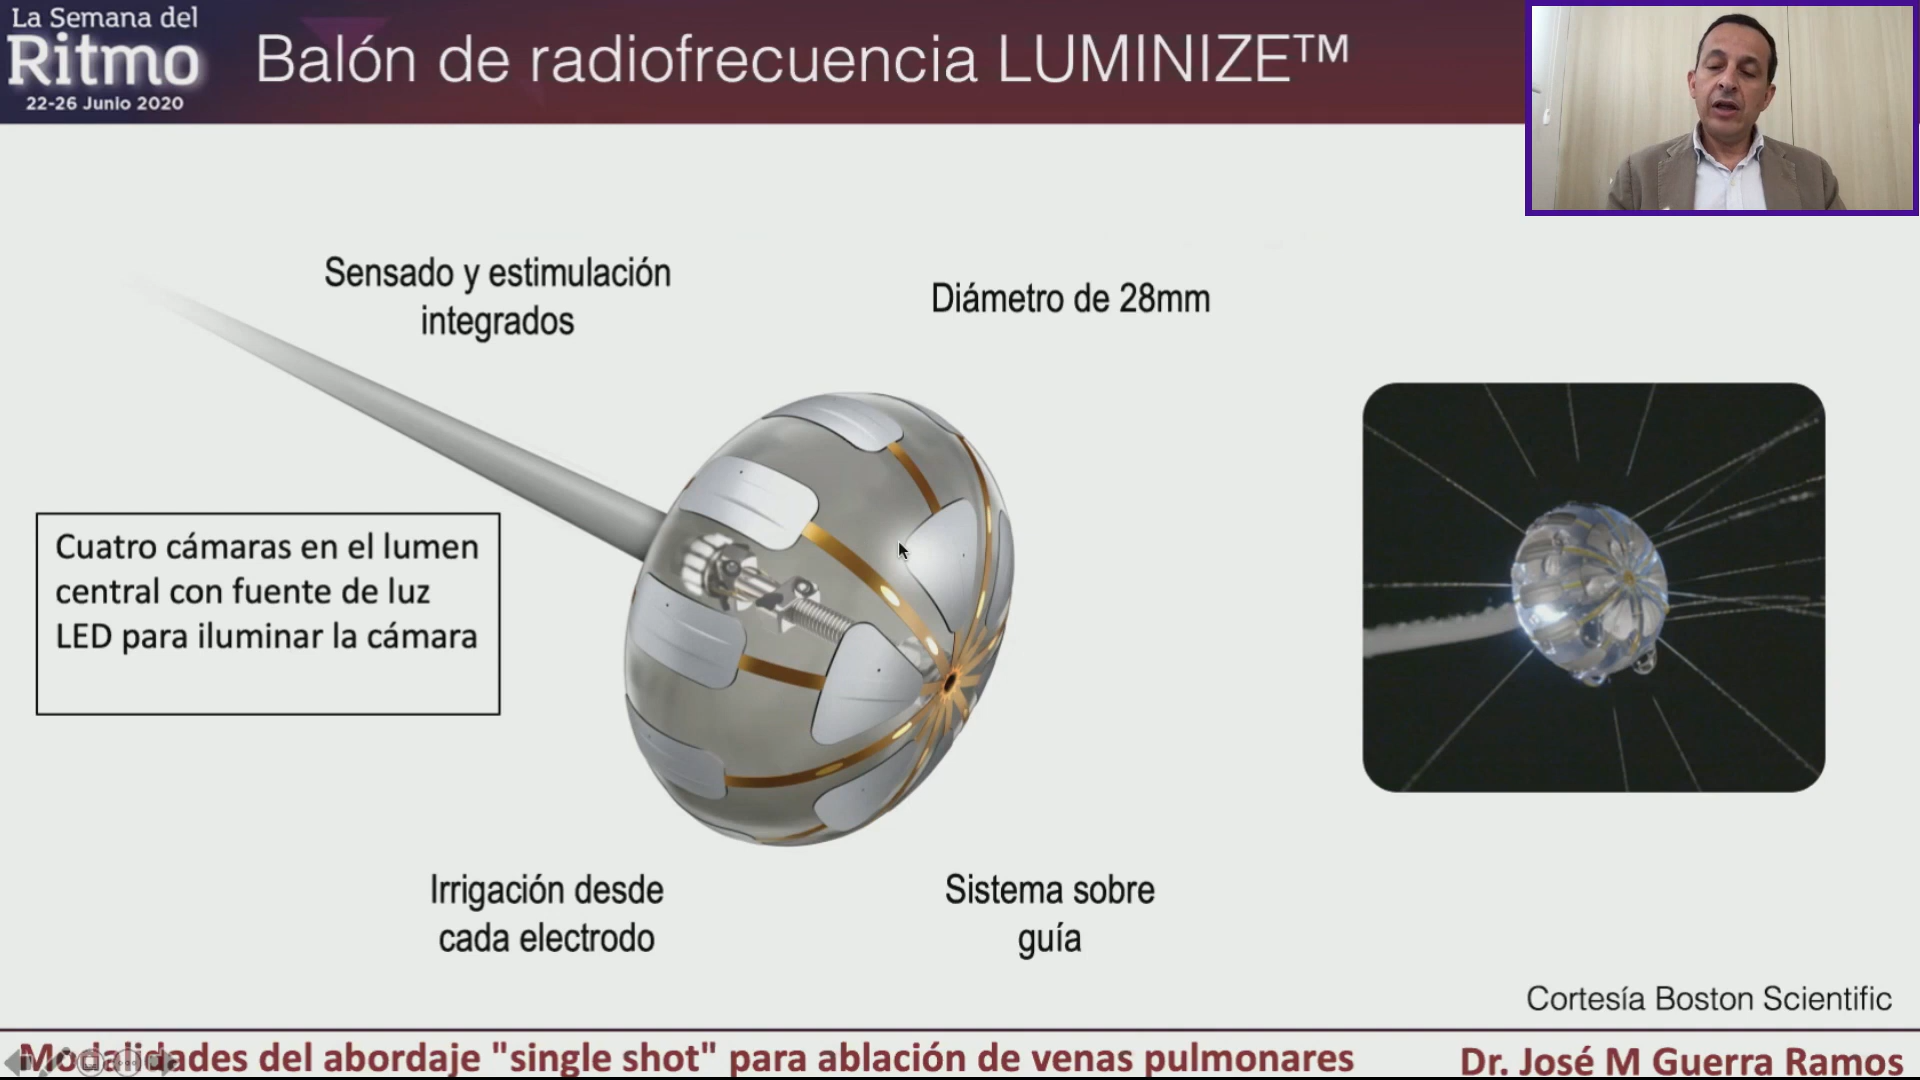 La Semana del
Ritmo
22-26 Junio 2020
Balón de radiofrecuencia LUMINIZE™
Sensado y estimulación
integrados
Diámetro de 28mm
Cuatro cámaras en el lumen
central con fuente de luz
LED para iluminar la cámara
Irrigación desde
cada electrodo
Sistema sobre
guía
Cortesía Boston Scientific
Modalidades del abordaje "single shot" para ablación de venas pulmonares
Dr. José M Guerra Ramos